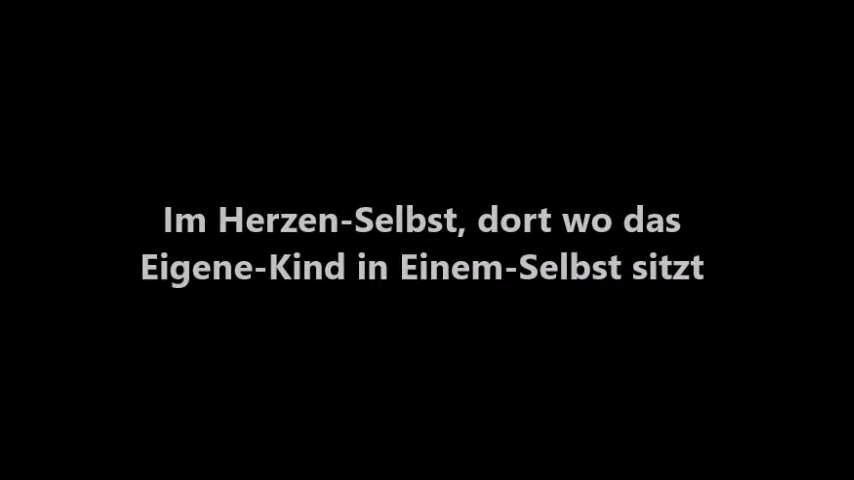 Im Herzen-Selbst, dort wo das
Eigene-Kind in Einem-Selbst sitzt